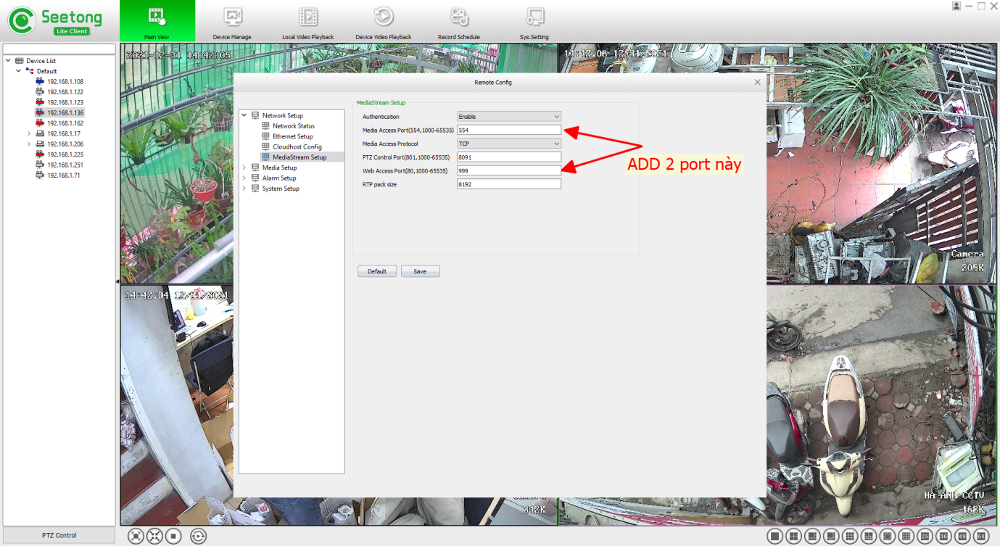 Seetong
Lite Client
Main View
Device Manage
Local Video Playback
Device Video Playback
Record Schedule
Sys.Setting
Device List
Default
192.168.1.108
192.168.1.122
192.168.1.123
192.168.1.136
192.168.1.162
192.168.1.17
192.168.1.206
192.168.1.225
192.168.1.251
192.168.1.71
PTZ Control
2021-12-31 14:42:05
14:42:06 12/31/2021
Remote Config
Network Setup
Network Status
Ethernet Setup
Cloudhost Config
MediaStream Setup
Media Setup
Alarm Setup
System Setup
MediaStream Setup
Authentication Enable
Media Access Port(554,1000-65535) 554
Media Access Protocol TCP
PTZ Control Port(801,1000-65535) 8091
Web Access Port(80,1000-65535) 999
RTP pack size 8192
Default Save
ADD 2 port này
Camera
209K
14:42:04 12/31/2021
342K
HÀ ANH CCTV
168K
25 36 49 64